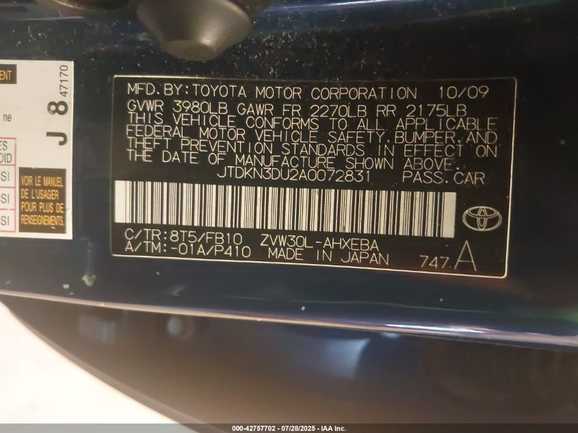 MFD.BY:TOYOTA MOTOR CORPORATION 10/09
GVWR 3980LB GAWR FR 2270LB RR 2175LB
THIS VEHICLE CONFORMS TO ALL APPLICABLE
FEDERAL MOTOR VEHICLE SAFETY,BUMPER,AND
THEFT PREVENTION STANDARDS IN EFFECT ON
THE DATE OF MANUFACTURE SHOWN ABOVE.
JTDKN3DU2A0072831 PASS.CAR
C/TR:8T5/FB10 ZVW30L-AHXEBA
A/TM:-01A/P410 MADE IN JAPAN
747 A
J 8
47170
ne
SI
SI
VOIR LE MANUEL
DE L'USAGER
POUR PLUS DE
RENSEIGNEMENTS
000-42757702 - 07/28/2025 - IAA Inc.